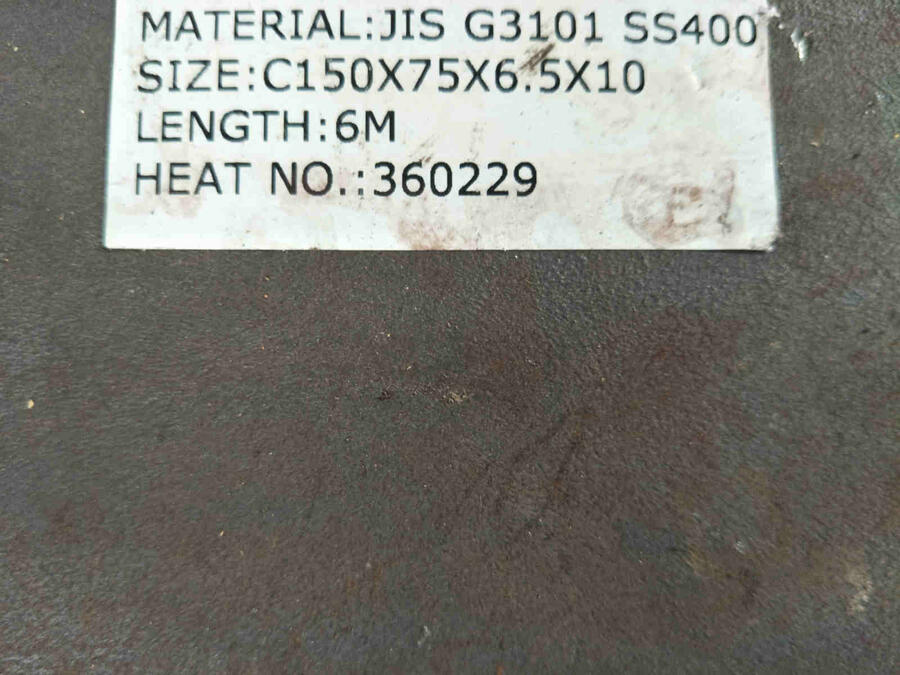 MATERIAL:JIS G3101 SS400
SIZE:C150X75X6.5X10
LENGTH:6M
HEAT NO.:360229